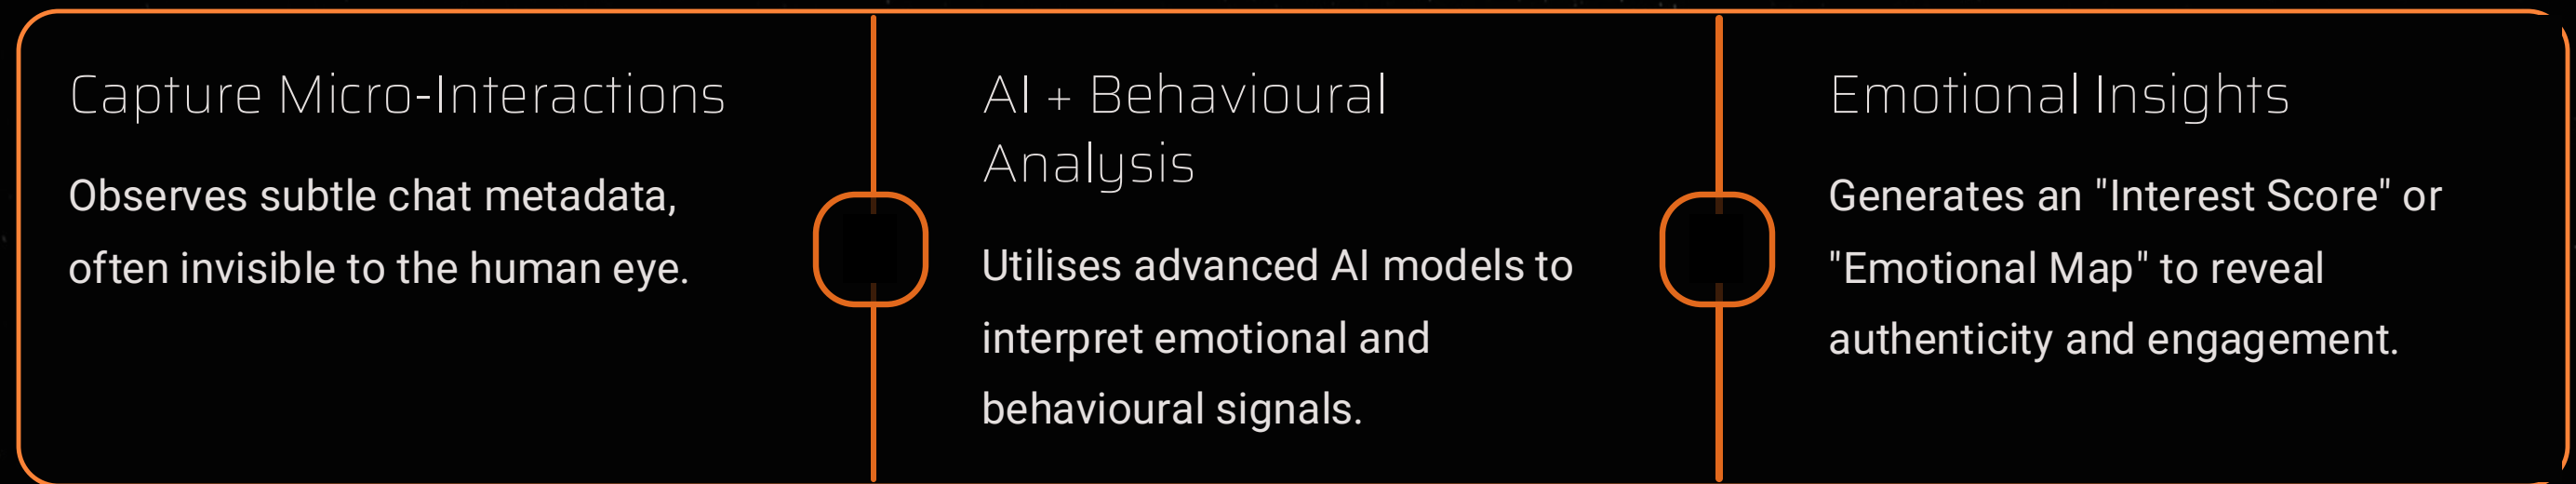 Capture Micro-Interactions
Observes subtle chat metadata,
often invisible to the human eye.
AI + Behavioural
Analysis
Utilises advanced AI models to
interpret emotional and
behavioural signals.
Emotional Insights
Generates an "Interest Score" or
"Emotional Map" to reveal
authenticity and engagement.